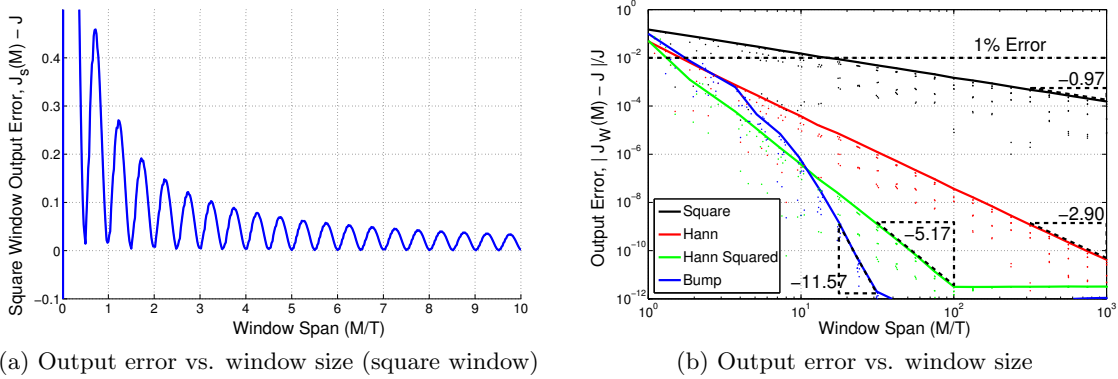 Square Window Output Error, J_s(M) − J
0.4
0.3
0.2
0.1
0
−0.1
0 1 2 3 4 5 6 7 8 9 10
Window Span (M/T)
(a) Output error vs. window size (square window)
Output Error, | J_W(M) − J |/J
10^0
10^−2
10^−4
10^−6
10^−8
10^−10
10^−12
1% Error
−0.97
−2.90
−5.17
−11.57
Square
Hann
Hann Squared
Bump
10^0 10^1 10^2 10^3
Window Span (M/T)
(b) Output error vs. window size